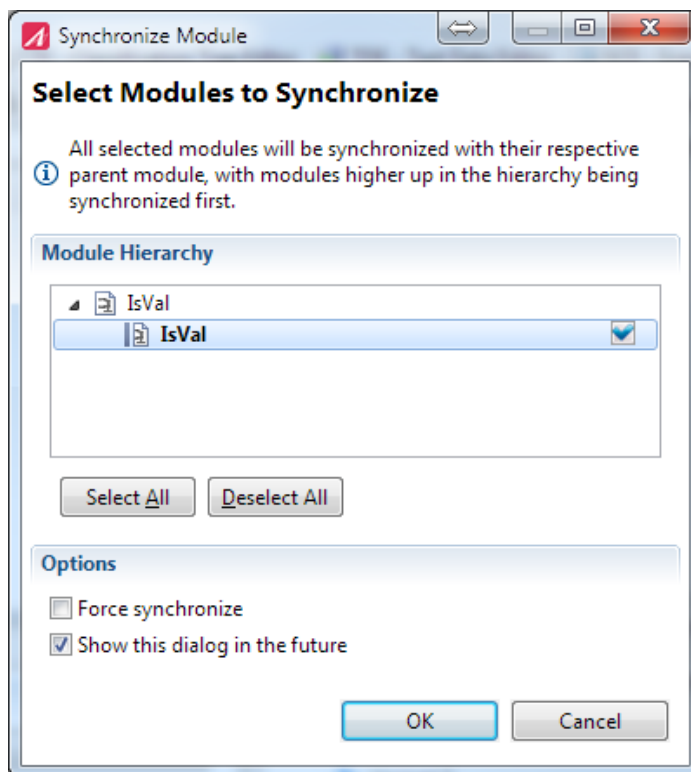 Synchronize Module
Select Modules to Synchronize
All selected modules will be synchronized with their respective
parent module, with modules higher up in the hierarchy being
synchronized first.
Module Hierarchy
IsVal
IsVal
Select All
Deselect All
Options
Force synchronize
Show this dialog in the future
OK
Cancel